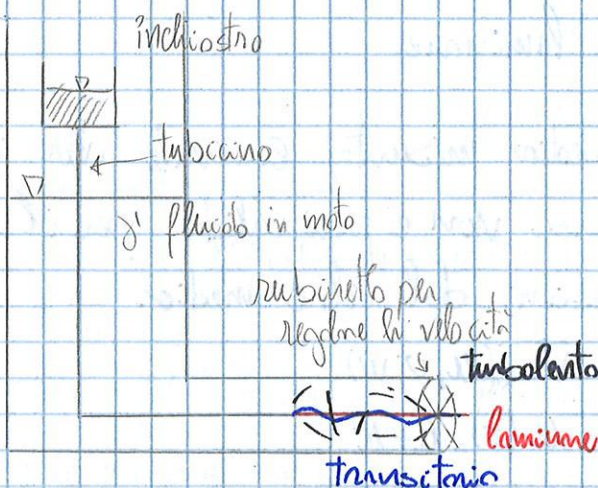 inchiostro
tubicino
γ' fluido in moto
rubinetto per
regolare la velocità
turbolento
laminare
transitorio